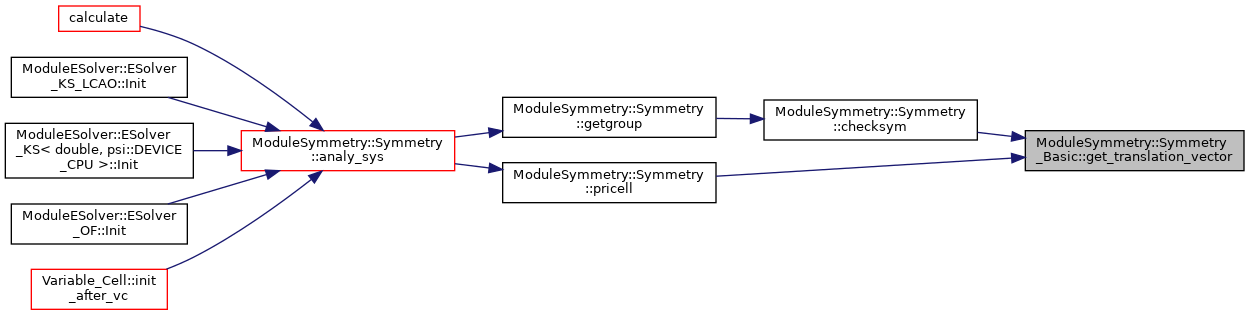 calculate
ModuleESolver::ESolver
_KS_LCAO::Init
ModuleESolver::ESolver
_KS< double, psi::DEVICE
_CPU >::Init
ModuleESolver::ESolver
_OF::Init
Variable_Cell::init
_after_vc
ModuleSymmetry::Symmetry
::analy_sys
ModuleSymmetry::Symmetry
::getgroup
ModuleSymmetry::Symmetry
::pricell
ModuleSymmetry::Symmetry
::checksym
ModuleSymmetry::Symmetry
_Basic::get_translation_vector